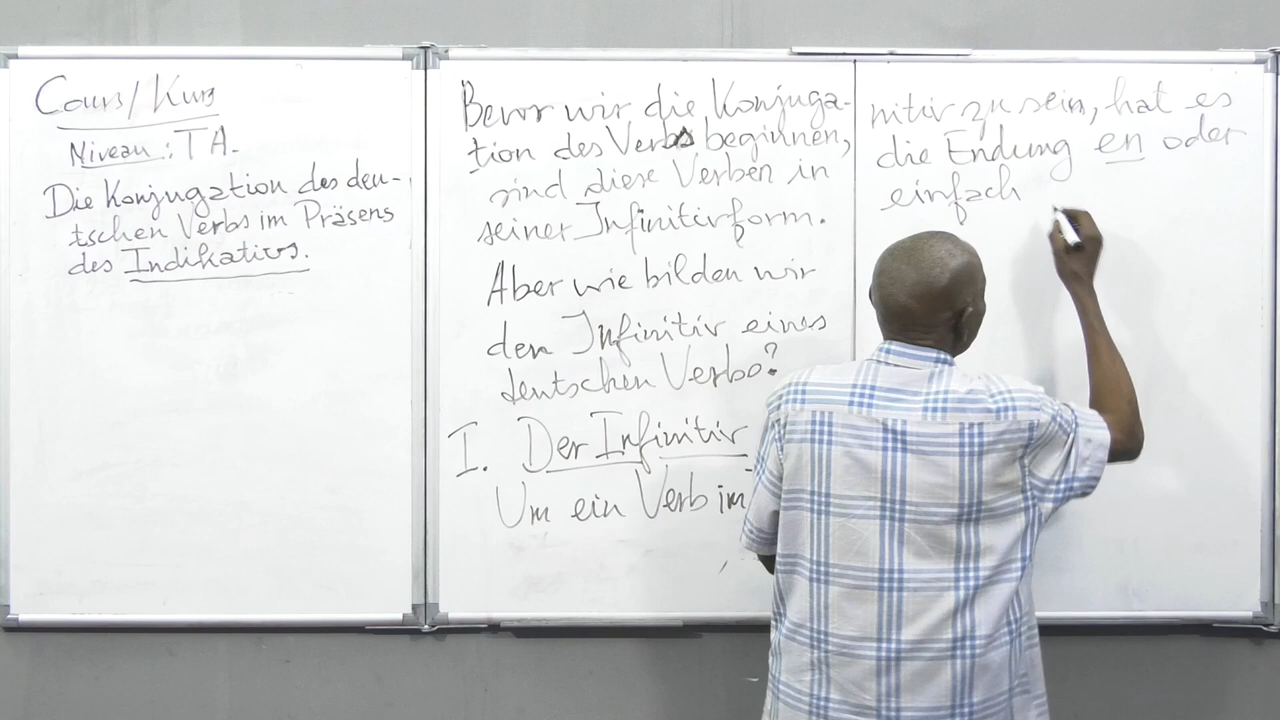 Cours/Kurs
Niveau : TA.
Die Konjugation des deu-
tschen Verbs im Präsens
des Indikativs.
Bevor wir die Konjuga-
tion des Verbs beginnen,
sind diese Verben in
seiner Infinitivform.
Aber wie bilden wir
den Infinitiv eines
deutschen Verbs?
I. Der Infinitiv
Um ein Verb im
nitiv zu sein, hat es
die Endung en oder
einfach